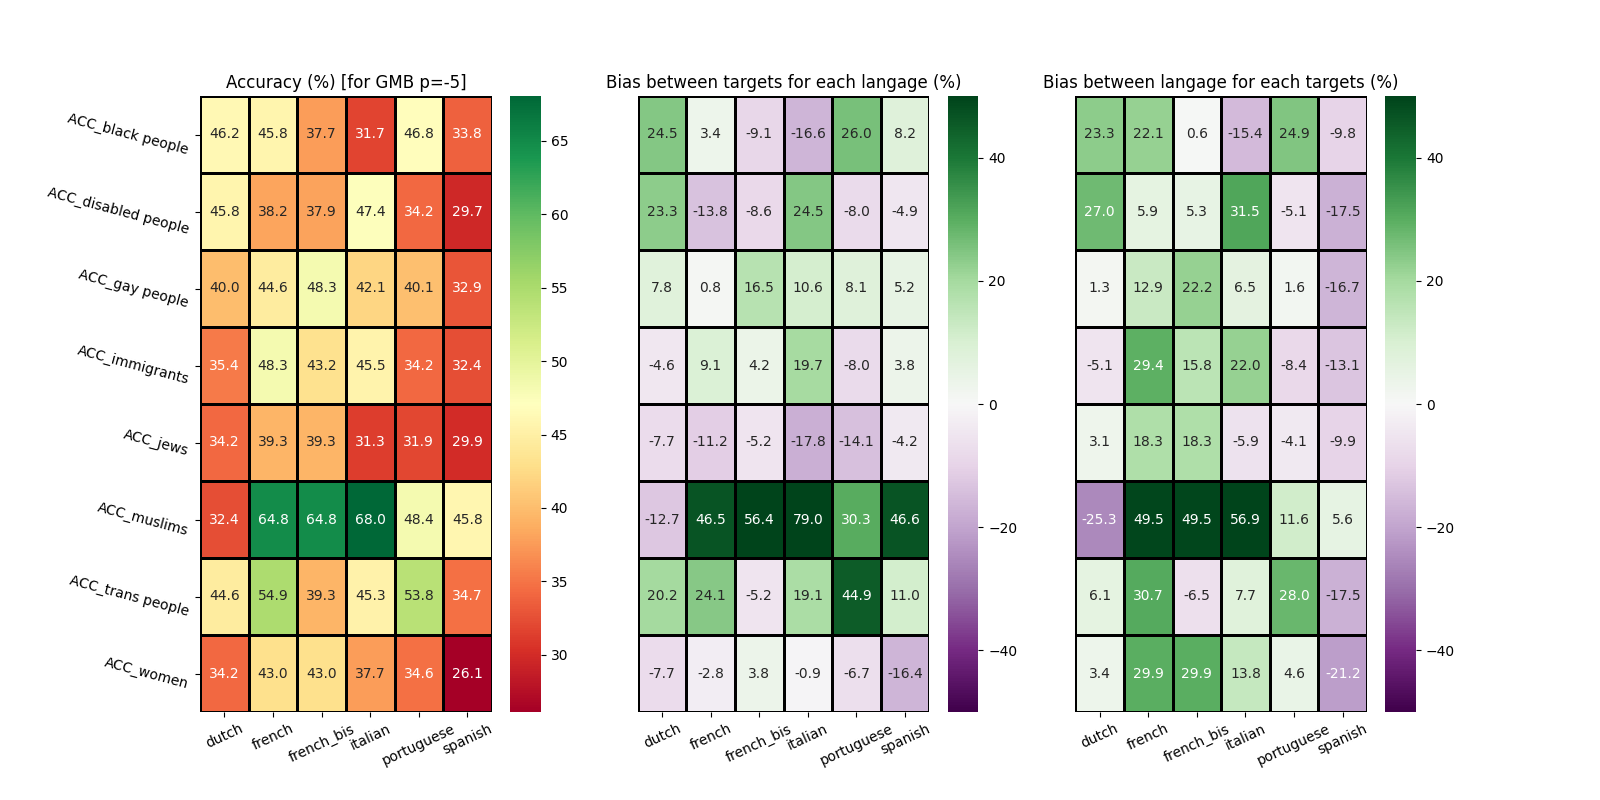 Accuracy (%) [for GMB p=-5]
Bias between targets for each langage (%)
Bias between langage for each targets (%)
ACC_black people
46.2 45.8 37.7 31.7 46.8 33.8
24.5 3.4 -9.1 -16.6 26.0 8.2
23.3 22.1 0.6 -15.4 24.9 -9.8
ACC_disabled people
45.8 38.2 37.9 47.4 34.2 29.7
23.3 -13.8 -8.6 24.5 -8.0 -4.9
27.0 5.9 5.3 31.5 -5.1 -17.5
ACC_gay people
40.0 44.6 48.3 42.1 40.1 32.9
7.8 0.8 16.5 10.6 8.1 5.2
1.3 12.9 22.2 6.5 1.6 -16.7
ACC_immigrants
35.4 48.3 43.2 45.5 34.2 32.4
-4.6 9.1 4.2 19.7 -8.0 3.8
-5.1 29.4 15.8 22.0 -8.4 -13.1
ACC_jews
34.2 39.3 39.3 31.3 31.9 29.9
-7.7 -11.2 -5.2 -17.8 -14.1 -4.2
3.1 18.3 18.3 -5.9 -4.1 -9.9
ACC_muslims
32.4 64.8 64.8 68.0 48.4 45.8
-12.7 46.5 56.4 79.0 30.3 46.6
-25.3 49.5 49.5 56.9 11.6 5.6
ACC_trans people
44.6 54.9 39.3 45.3 53.8 34.7
20.2 24.1 -5.2 19.1 44.9 11.0
6.1 30.7 -6.5 7.7 28.0 -17.5
ACC_women
34.2 43.0 43.0 37.7 34.6 26.1
-7.7 -2.8 3.8 -0.9 -6.7 -16.4
3.4 29.9 29.9 13.8 4.6 -21.2
dutch french french_bis italian portuguese spanish
dutch french french_bis italian portuguese spanish
dutch french french_bis italian portuguese spanish
65
60
55
50
45
40
35
30
40
20
0
−20
−40
40
20
0
−20
−40